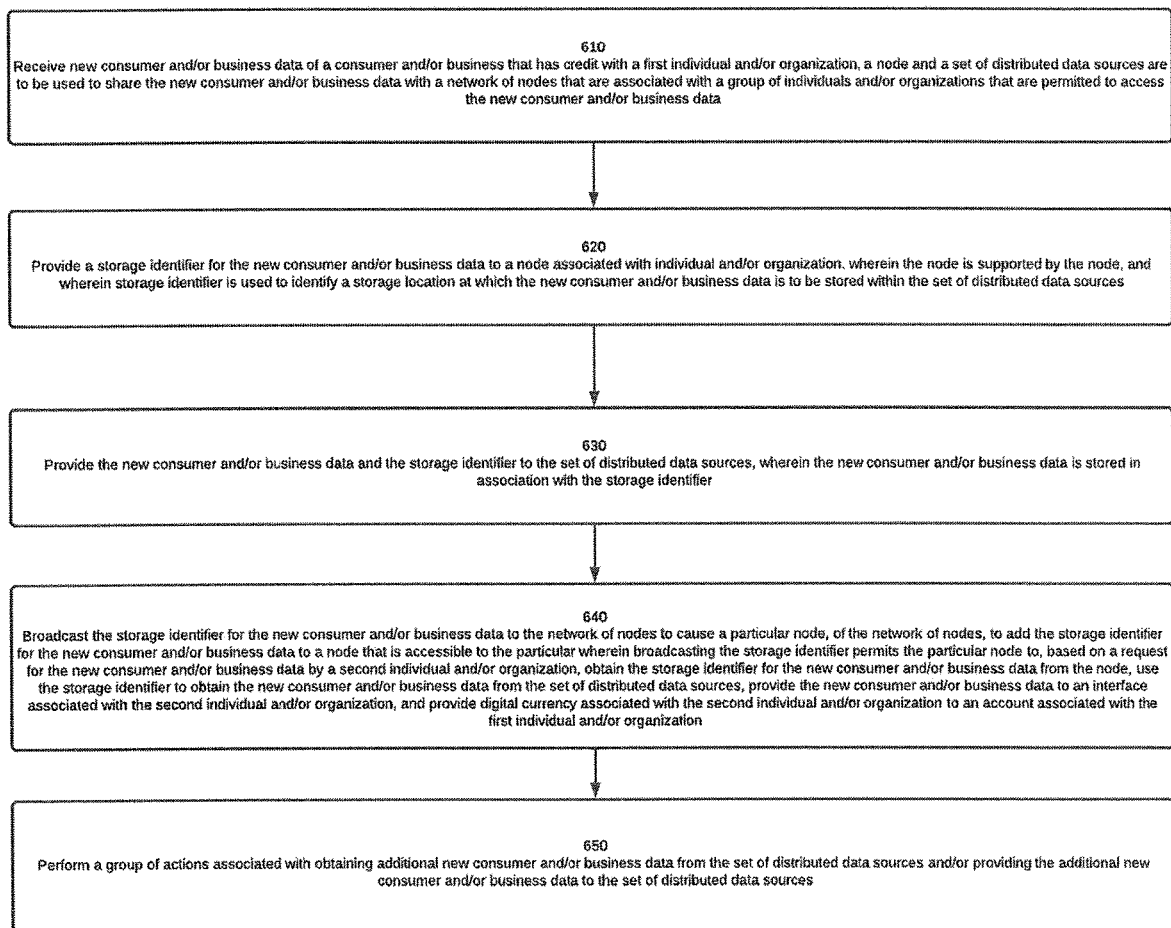 610
Receive new consumer and/or business data of a consumer and/or business that has credit with a first individual and/or organization, a node and a set of distributed data sources are
to be used to share the new consumer and/or business data with a network of nodes that are associated with a group of individuals and/or organizations that are permitted to access
the new consumer and/or business data
620
Provide a storage identifier for the new consumer and/or business data to a node associated with individual and/or organization, wherein the node is supported by the node, and
wherein storage identifier is used to identify a storage location at which the new consumer and/or business data is to be stored within the set of distributed data sources
630
Provide the new consumer and/or business data and the storage identifier to the set of distributed data sources, wherein the new consumer and/or business data is stored in
association with the storage identifier
640
Broadcast the storage identifier for the new consumer and/or business data to the network of nodes to cause a particular node, of the network of nodes, to add the storage identifier
for the new consumer and/or business data to a node that is accessible to the particular wherein broadcasting the storage identifier permits the particular node to, based on a request
for the new consumer and/or business data by a second individual and/or organization, obtain the storage identifier for the new consumer and/or business data from the node, use
the storage identifier to obtain the new consumer and/or business data from the set of distributed data sources, provide the new consumer and/or business data to an interface
associated with the second individual and/or organization, and provide digital currency associated with the second individual and/or organization to an account associated with the
first individual and/or organization
650
Perform a group of actions associated with obtaining additional new consumer and/or business data from the set of distributed data sources and/or providing the additional new
consumer and/or business data to the set of distributed data sources